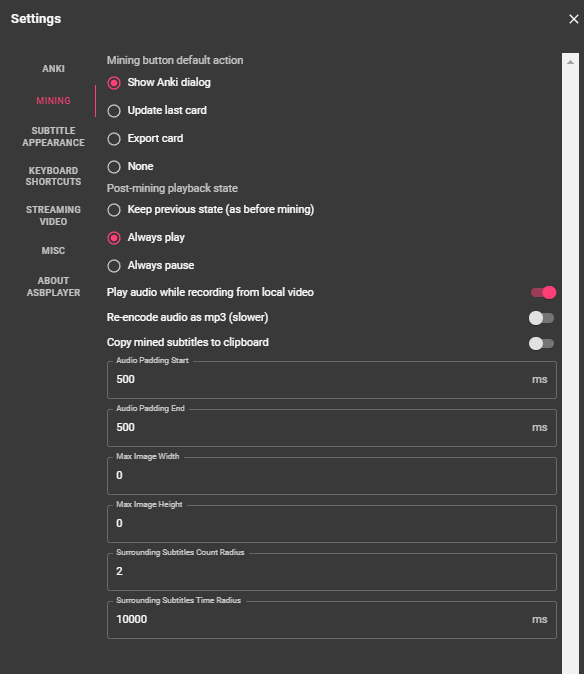 Settings
ANKI
MINING
SUBTITLE
APPEARANCE
KEYBOARD
SHORTCUTS
STREAMING
VIDEO
MISC
ABOUT
ASBPLAYER
Mining button default action
Show Anki dialog
Update last card
Export card
None
Post-mining playback state
Keep previous state (as before mining)
Always play
Always pause
Play audio while recording from local video
Re-encode audio as mp3 (slower)
Copy mined subtitles to clipboard
Audio Padding Start
500 ms
Audio Padding End
500 ms
Max Image Width
0
Max Image Height
0
Surrounding Subtitles Count Radius
2
Surrounding Subtitles Time Radius
10000 ms